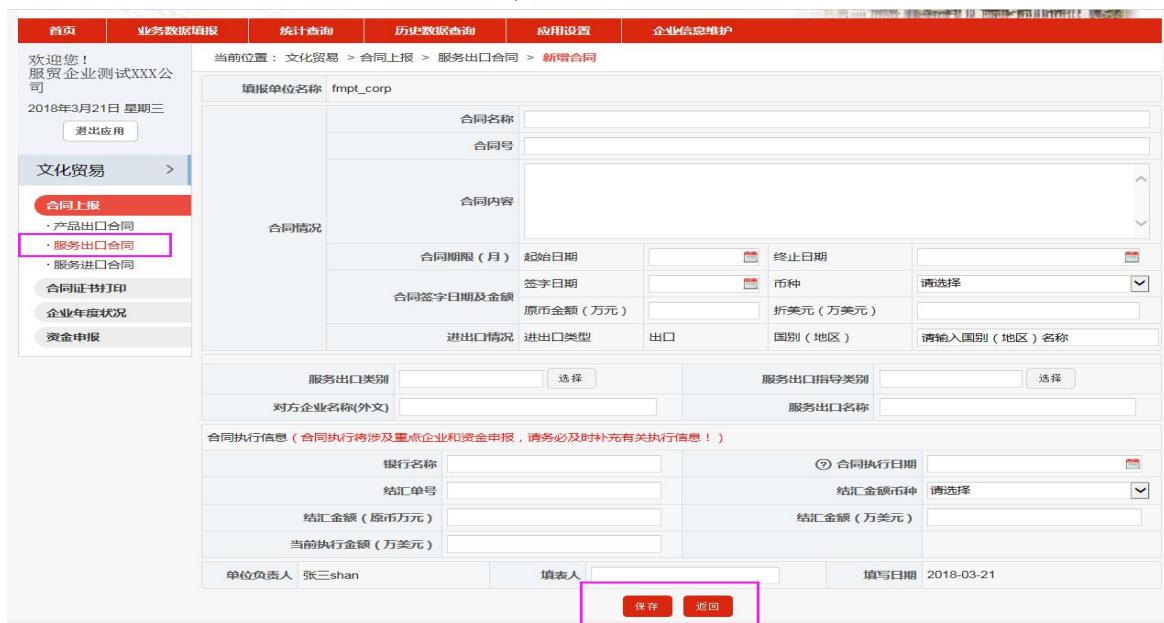 首页 业务数据填报 统计查询 历史数据查询 应用设置 企业信息维护
欢迎您！
服贸企业测试XXX公
司
2018年3月21日 星期三
退出应用
文化贸易 >
合同上报
·产品出口合同
·服务出口合同
·服务进口合同
合同证书打印
企业年度状况
资金申报
当前位置： 文化贸易 > 合同上报 > 服务出口合同 > 新增合同
填报单位名称 fmpt_corp
合同情况
合同名称
合同号
合同内容
合同期限（月） 起始日期 终止日期
合同签字日期及金额
签字日期 币种 请选择
原币金额（万元） 折美元（万美元）
进出口情况 进出口类型 出口 国别（地区） 请输入国别（地区）名称
服务出口类别 选择 服务出口指导类别 选择
对方企业名称(外文) 服务出口名称
合同执行信息（合同执行将涉及重点企业和资金申报，请务必及时补充有关执行信息！）
银行名称 ? 合同执行日期
结汇单号 结汇金额币种 请选择
结汇金额（原币万元） 结汇金额（万美元）
当前执行金额（万美元）
单位负责人 张三shan 填表人 填写日期 2018-03-21
保存 返回